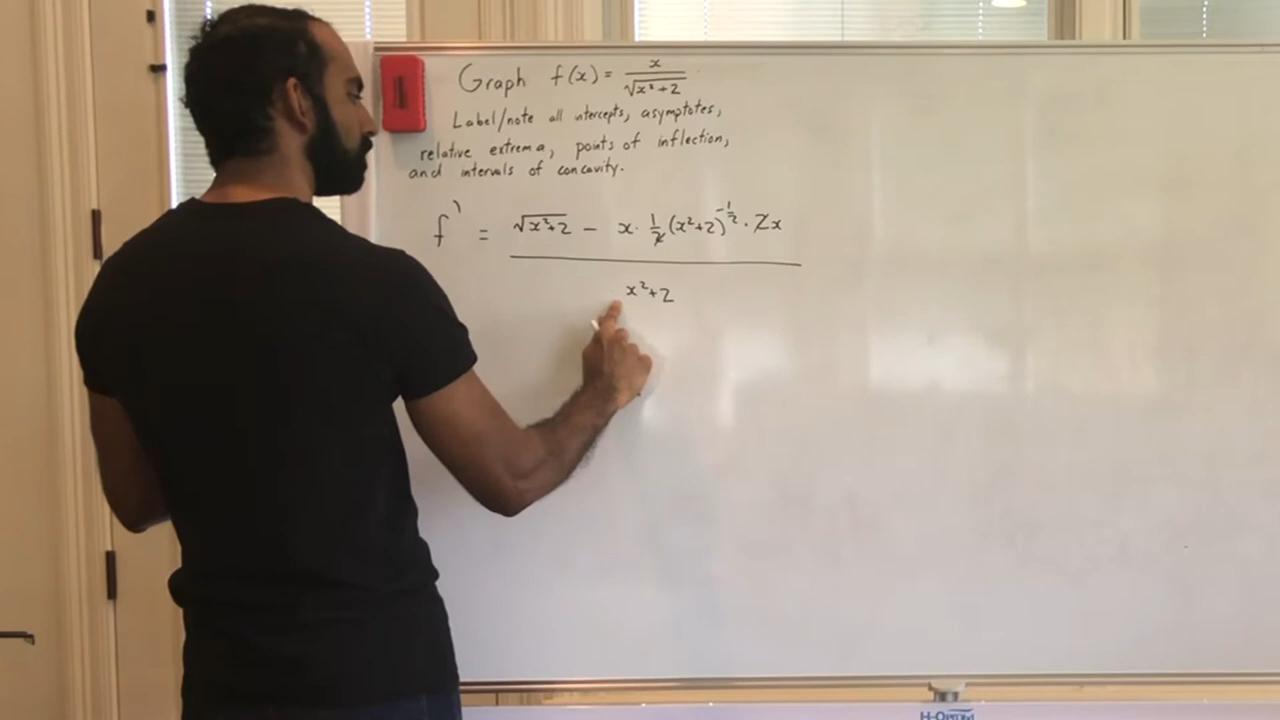 Graph f(x) = x/√(x²+2)
Label/note all intercepts, asymptotes,
relative extrema, points of inflection,
and intervals of concavity.
f' = (√(x²+2) − x · 1/2 (x²+2)^(-1/2) · 2x) / (x²+2)